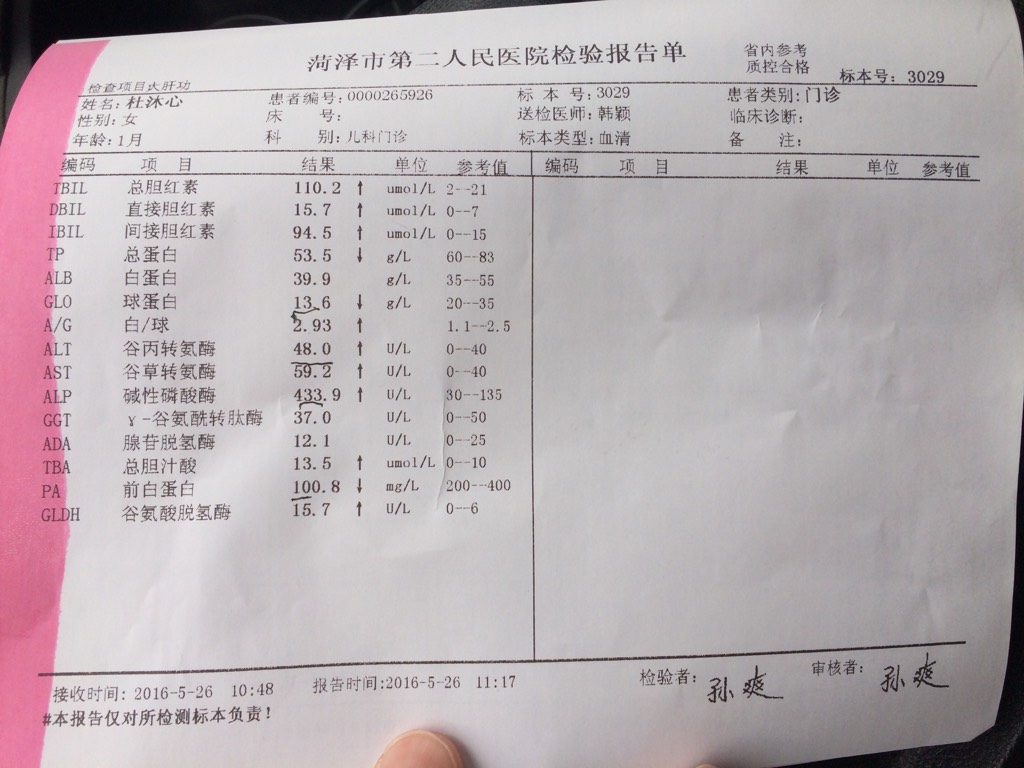 菏泽市第二人民医院检验报告单
省内参考
质控合格
标本号: 3029
检查项目大肝功
姓名: 杜沐心 患者编号: 0000265926 标 本 号: 3029 患者类别: 门诊
性别: 女 床 号: 送检医师: 韩颖 临床诊断:
年龄: 1月 科 别: 儿科门诊 标本类型: 血清 备 注:
编码 项 目 结果 单位 参考值 编码 项 目 结果 单位 参考值
TBIL 总胆红素 110.2 ↑ umol/L 2--21
DBIL 直接胆红素 15.7 ↑ umol/L 0--7
IBIL 间接胆红素 94.5 ↑ umol/L 0--15
TP 总蛋白 53.5 ↓ g/L 60--83
ALB 白蛋白 39.9 g/L 35--55
GLO 球蛋白 13.6 ↓ g/L 20--35
A/G 白/球 2.93 ↑ 1.1--2.5
ALT 谷丙转氨酶 48.0 ↑ U/L 0--40
AST 谷草转氨酶 59.2 ↑ U/L 0--40
ALP 碱性磷酸酶 433.9 ↑ U/L 30--135
GGT γ-谷氨酰转肽酶 37.0 U/L 0--50
ADA 腺苷脱氢酶 12.1 U/L 0--25
TBA 总胆汁酸 13.5 ↑ umol/L 0--10
PA 前白蛋白 100.8 ↓ mg/L 200--400
GLDH 谷氨酸脱氢酶 15.7 ↑ U/L 0--6
接收时间: 2016-5-26 10:48 报告时间: 2016-5-26 11:17 检验者: 孙爽 审核者: 孙爽
#本报告仅对所检测标本负责!